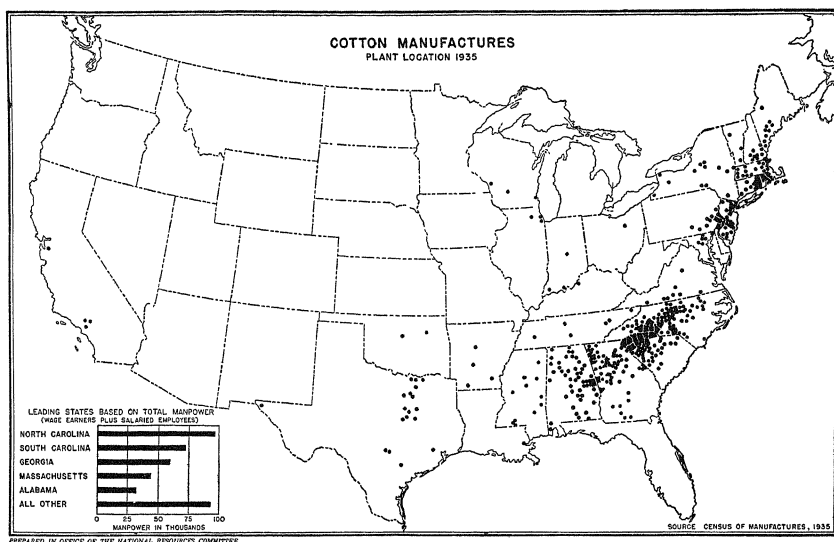 COTTON MANUFACTURES
PLANT LOCATION 1935
LEADING STATES BASED ON TOTAL MANPOWER
(WAGE EARNERS PLUS SALARIED EMPLOYEES)
NORTH CAROLINA
SOUTH CAROLINA
GEORGIA
MASSACHUSETTS
ALABAMA
ALL OTHER
0 25 50 75 100
MANPOWER IN THOUSANDS
SOURCE CENSUS OF MANUFACTURES, 1935
PREPARED IN OFFICE OF THE NATIONAL RESOURCES COMMITTEE